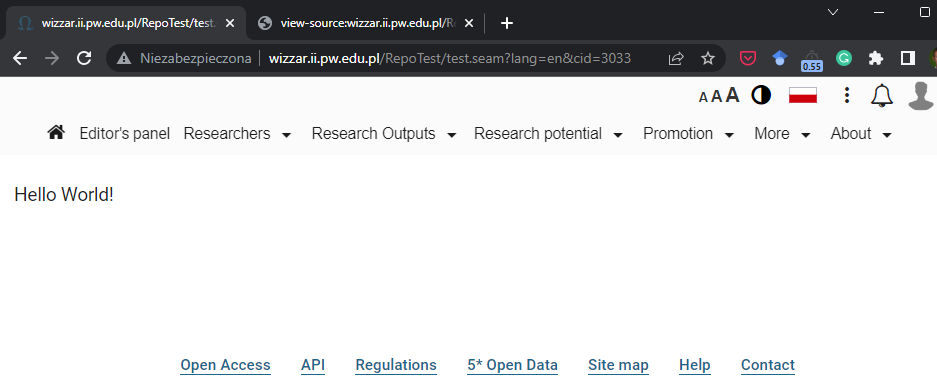 wizzar.ii.pw.edu.pl/RepoTest/test.
view-source:wizzar.ii.pw.edu.pl/R
Niezabezpieczona wizzar.ii.pw.edu.pl/RepoTest/test.seam?lang=en&cid=3033
0.55
A A A
Editor's panel Researchers Research Outputs Research potential Promotion More About
Hello World!
Open Access API Regulations 5* Open Data Site map Help Contact